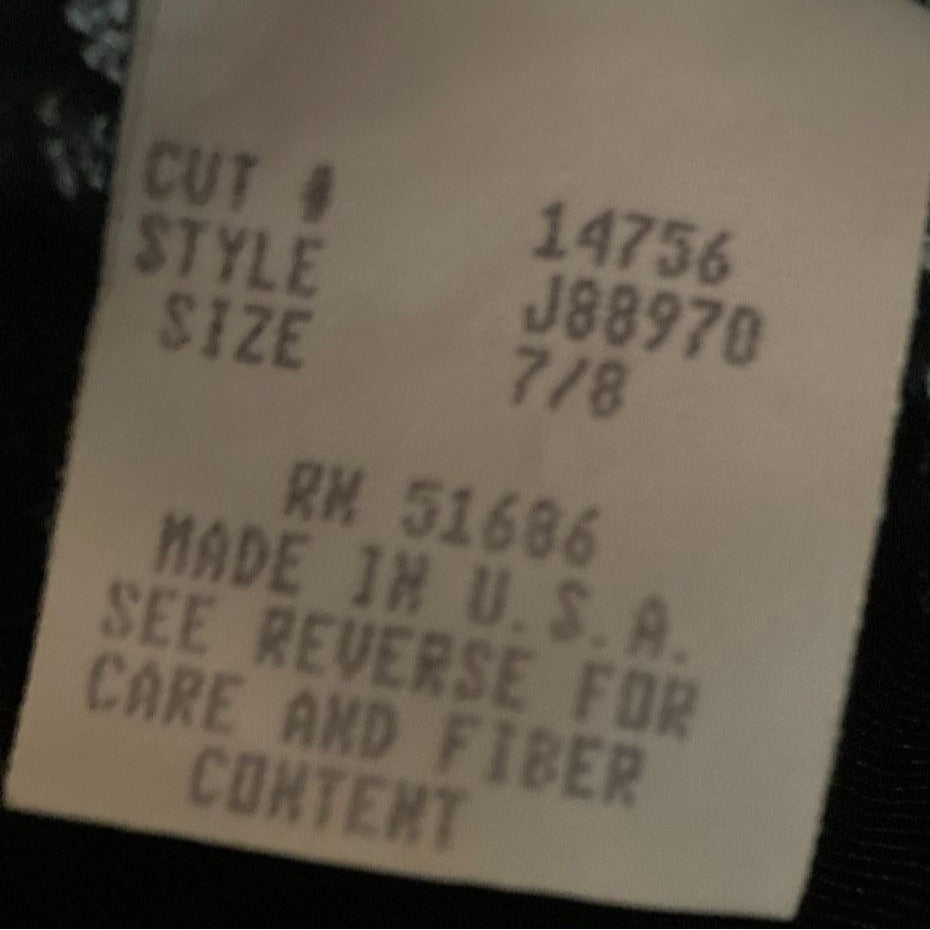 CUT # 14756
STYLE J88970
SIZE 7/8
RN 51686
MADE IN U.S.A.
SEE REVERSE FOR
CARE AND FIBER
CONTENT